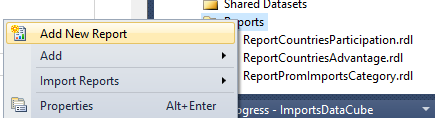 Shared Datasets
Reports
Add New Report
ReportCountriesParticipation.rdl
Add
ReportCountriesAdvantage.rdl
Import Reports
ReportPromImportsCategory.rdl
Properties Alt+Enter
ogress - ImportsDataCube